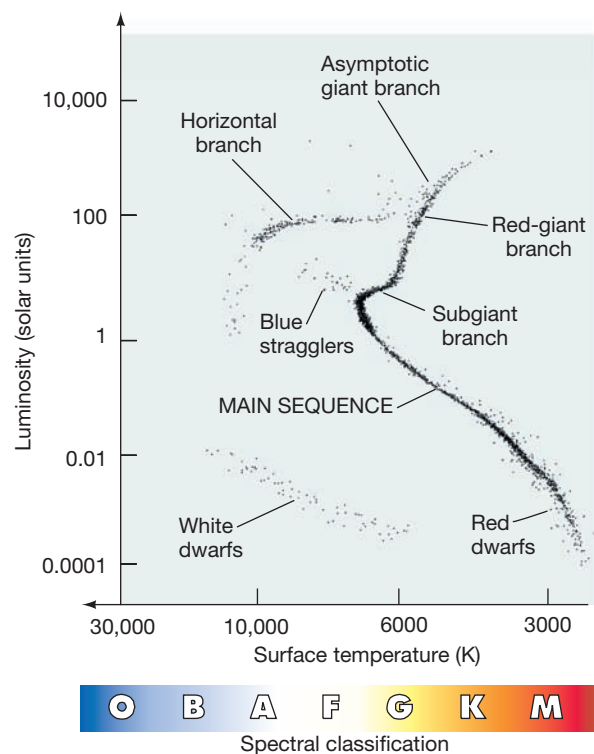 Asymptotic
giant branch
10,000
Horizontal
branch
100
Red-giant
branch
Luminosity (solar units)
Subgiant
branch
Blue
stragglers
1
MAIN SEQUENCE
0.01
White
dwarfs
Red
dwarfs
0.0001
30,000 10,000 6000 3000
Surface temperature (K)
O B A F G K M
Spectral classification